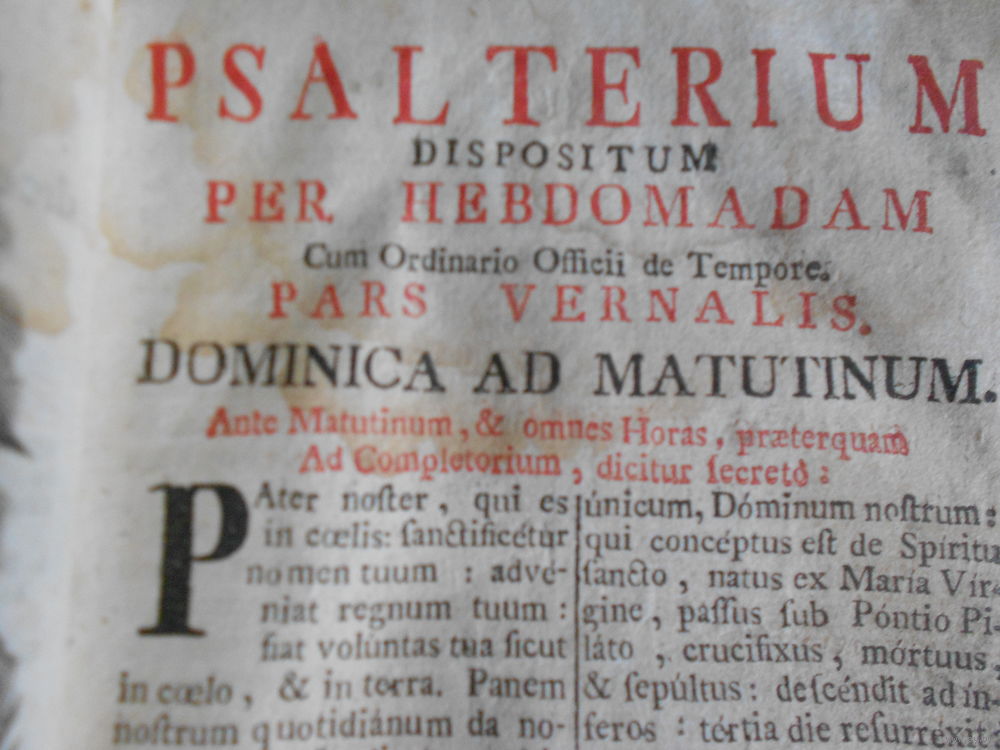 PSALTERIUM
DISPOSITUM
PER HEBDOMADAM
Cum Ordinario Officii de Tempore.
PARS VERNALIS.
DOMINICA AD MATUTINUM.
Ante Matutinum, & omnes Horas, præterquam
Ad Completorium, dicitur ſecretò:
PAter noſter, qui es
in cœlis: ſanctificétur
nomen tuum : advé-
niat regnum tuum :
fiat volúntas tua ſicut
in cœlo, & in terra. Panem
noſtrum quotidiánum da no-
únicum, Dóminum noſtrum:
qui concéptus eſt de Spíritu
ſancto, natus ex María Vír-
gine, paſſus ſub Póntio Pi-
láto, crucifixus, mórtuus,
& ſepúltus: deſcéndit ad ín-
feros : tértia die reſurréxit